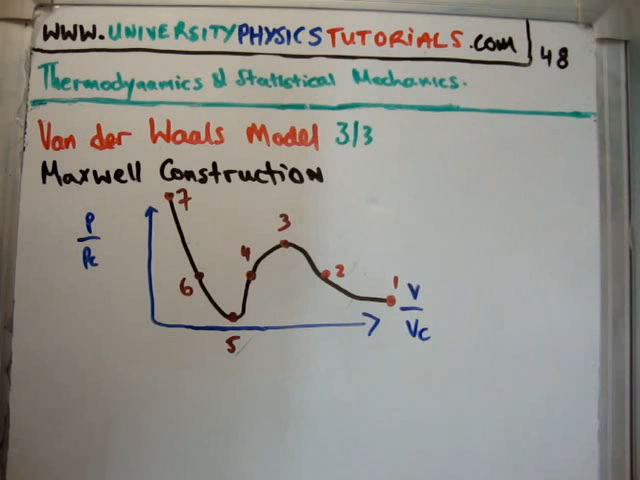 WWW.UNIVERSITYPHYSICSTUTORIALS.COM 48
Thermodynamics & Statistical Mechanics.
Van der Waals Model 3/3
Maxwell Construction
7
P
Pc
3
4
2
6
1
V
Vc
5